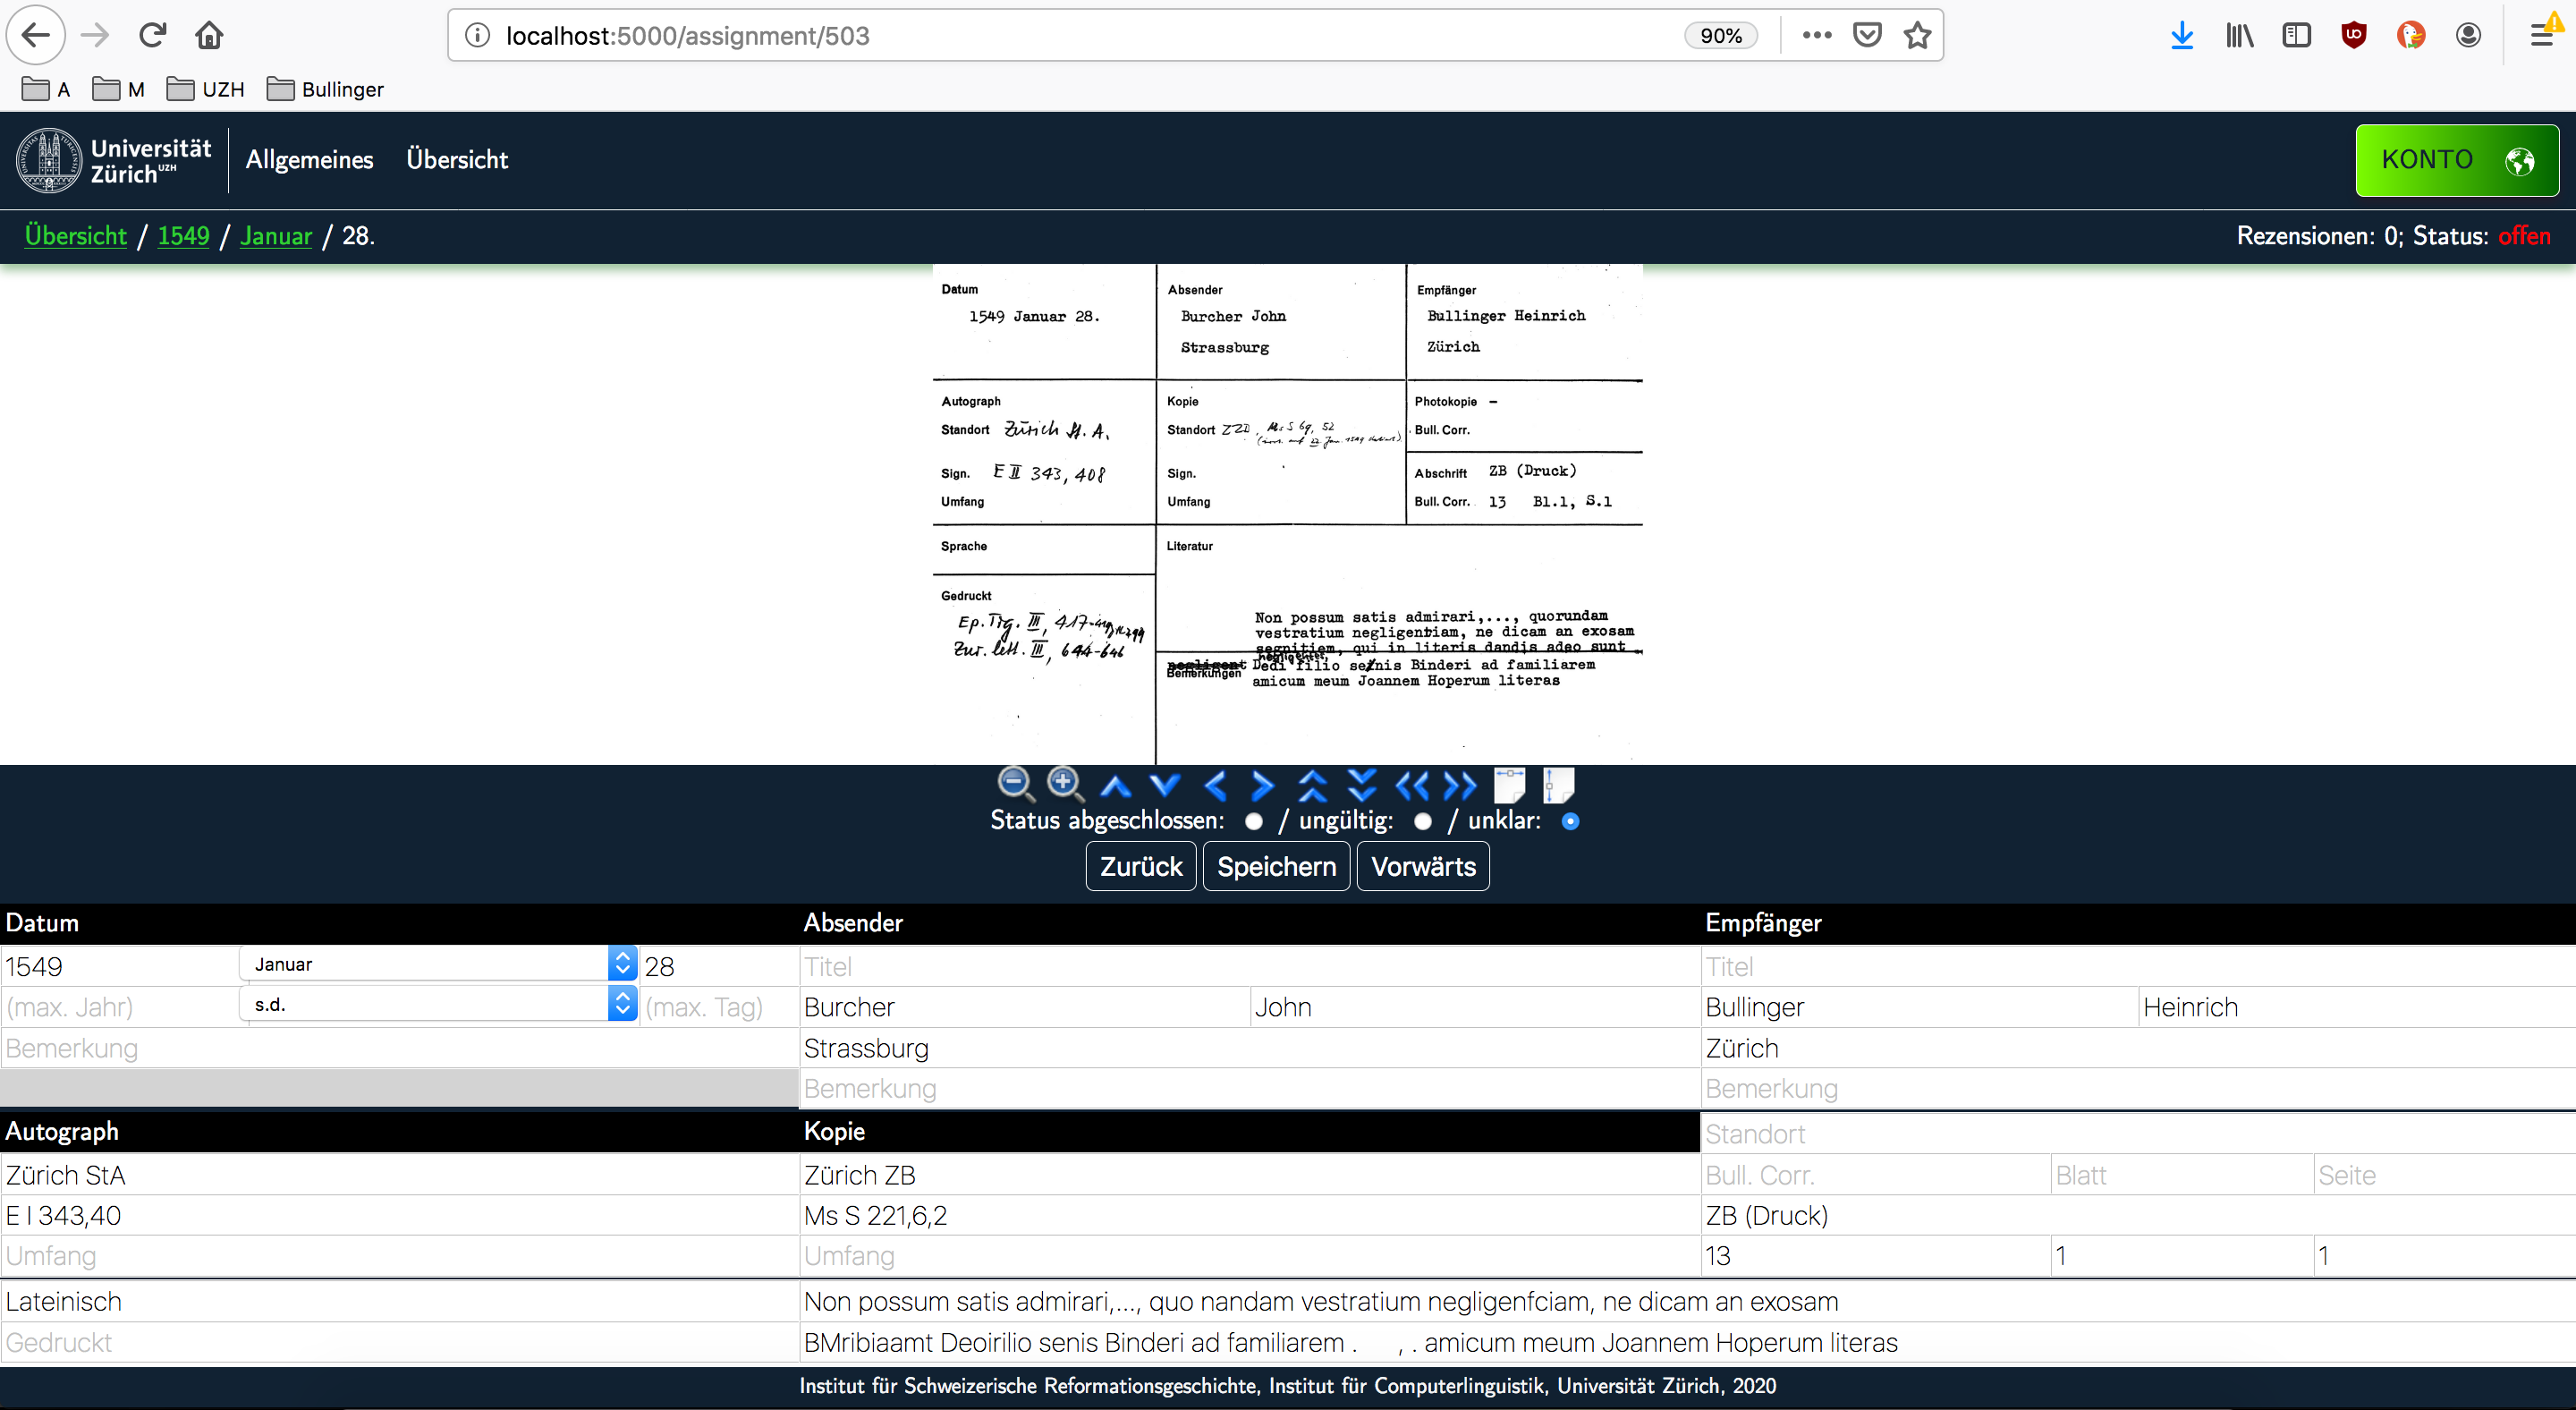 localhost:5000/assignment/503
90%
A M UZH Bullinger
Universität
Zürich UZH
Allgemeines Übersicht
KONTO
Übersicht / 1549 / Januar / 28.
Rezensionen: 0; Status: offen
Datum
1549 Januar 28.
Absender
Burcher John
Strassburg
Empfänger
Bullinger Heinrich
Zürich
Autograph
Standort Zürich St. A.
Sign. E II 343, 408
Umfang
Kopie
Standort ZZB, Ms S 69, 52
Sign.
Umfang
Photokopie –
Bull. Corr.
Abschrift ZB (Druck)
Bull. Corr. 13 Bl.1, S.1
Sprache
Gedruckt
Ep. Tig. III, 417-419
Zur. lett. III, 644-646
Literatur
Non possum satis admirari,..., quorundam
vestratium negligentiam, ne dicam an exosam
segnitiem, qui in literis dandis adeo sunt
negligentes,
negligent Dedi filio senis Binderi ad familiarem
Bemerkungen amicum meum Joannem Hoperum literas
Status abgeschlossen: / ungültig: / unklar:
Zurück Speichern Vorwärts
Datum Absender Empfänger
1549 Januar 28 Titel Titel
(max. Jahr) s.d. (max. Tag) Burcher John Bullinger Heinrich
Bemerkung Strassburg Zürich
Bemerkung Bemerkung
Autograph Kopie Standort
Zürich StA Zürich ZB Bull. Corr. Blatt Seite
E I 343,40 Ms S 221,6,2 ZB (Druck)
Umfang Umfang 13 1 1
Lateinisch Non possum satis admirari,..., quo nandam vestratium negligenfciam, ne dicam an exosam
Gedruckt BMribiaamt Deoirilio senis Binderi ad familiarem . , . amicum meum Joannem Hoperum literas
Institut für Schweizerische Reformationsgeschichte, Institut für Computerlinguistik, Universität Zürich, 2020